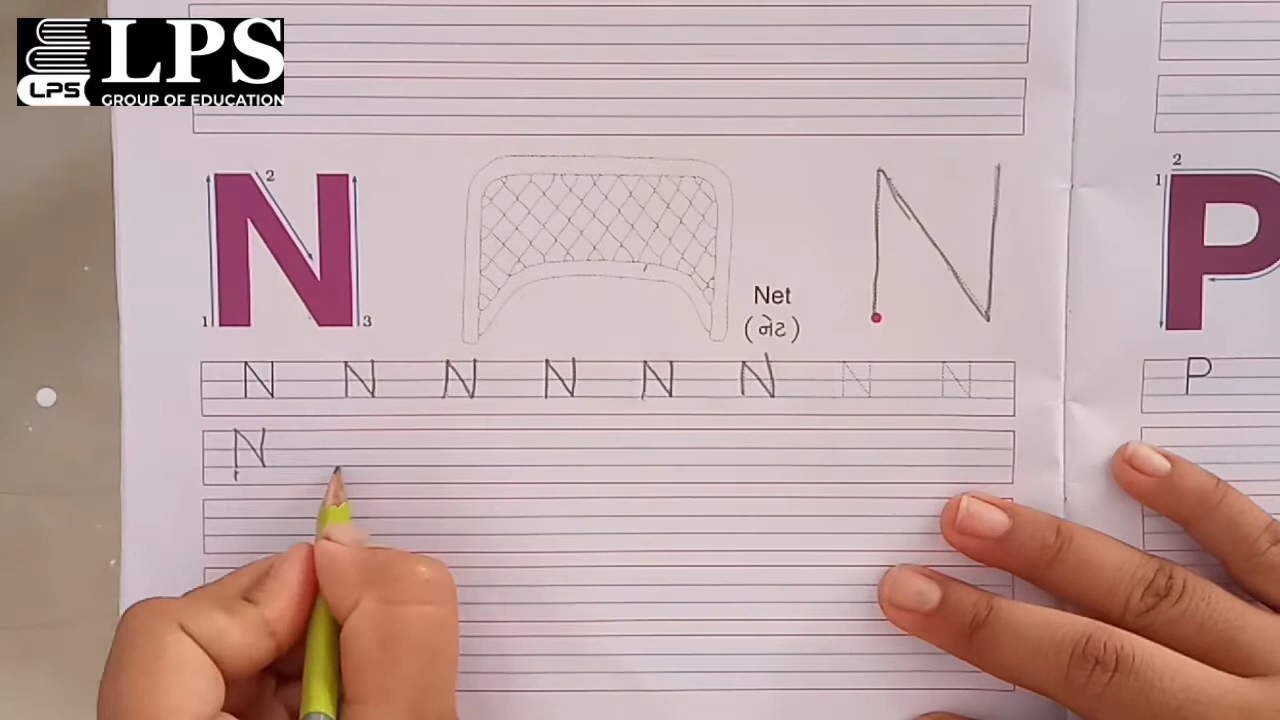 LPS
LPS
GROUP OF EDUCATION
N
1 2 3
Net
(નેટ)
N
N N N N N N N N
N
P
1 2
P